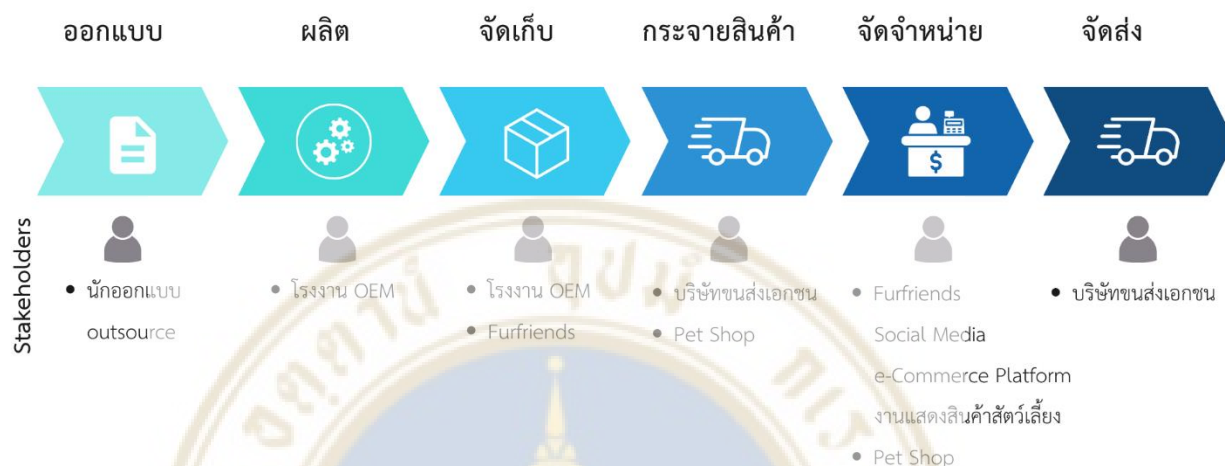 ออกแบบ
ผลิต
จัดเก็บ
กระจายสินค้า
จัดจำหน่าย
จัดส่ง
$
Stakeholders
• นักออกแบบ
outsource
• โรงงาน OEM
• โรงงาน OEM
• Furfriends
• บริษัทขนส่งเอกชน
• Pet Shop
• Furfriends
Social Media
e-Commerce Platform
งานแสดงสินค้าสัตว์เลี้ยง
• Pet Shop
• บริษัทขนส่งเอกชน